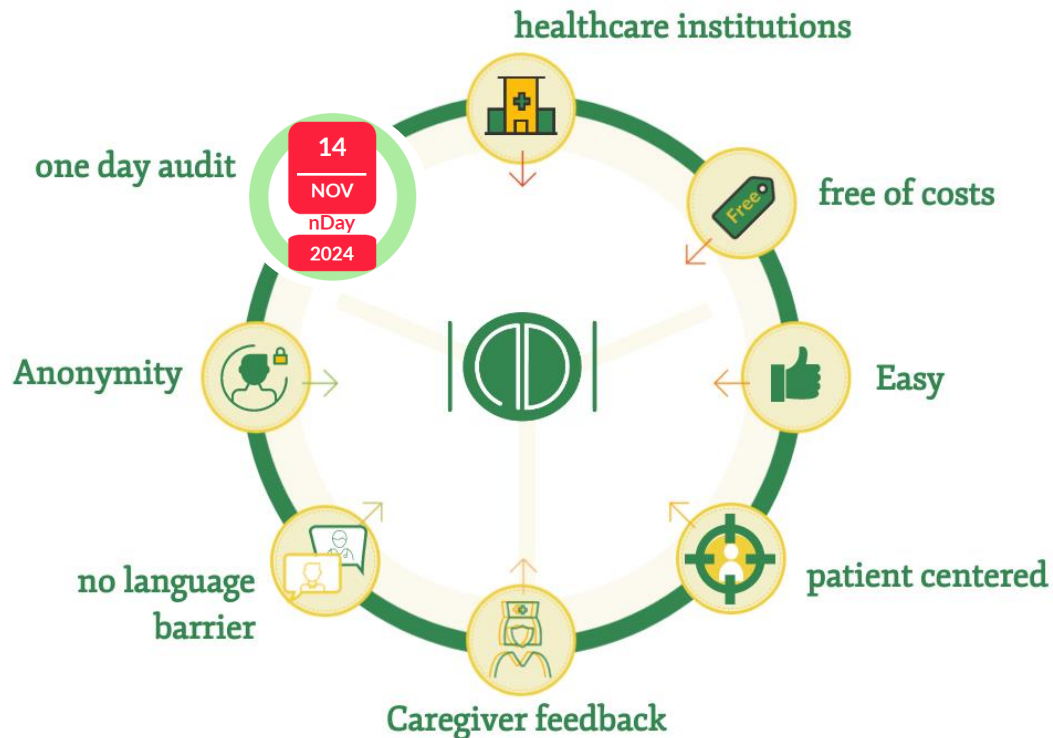 healthcare institutions
one day audit
14
NOV
nDay
2024
Free
free of costs
Anonymity
Easy
no language
barrier
patient centered
Caregiver feedback